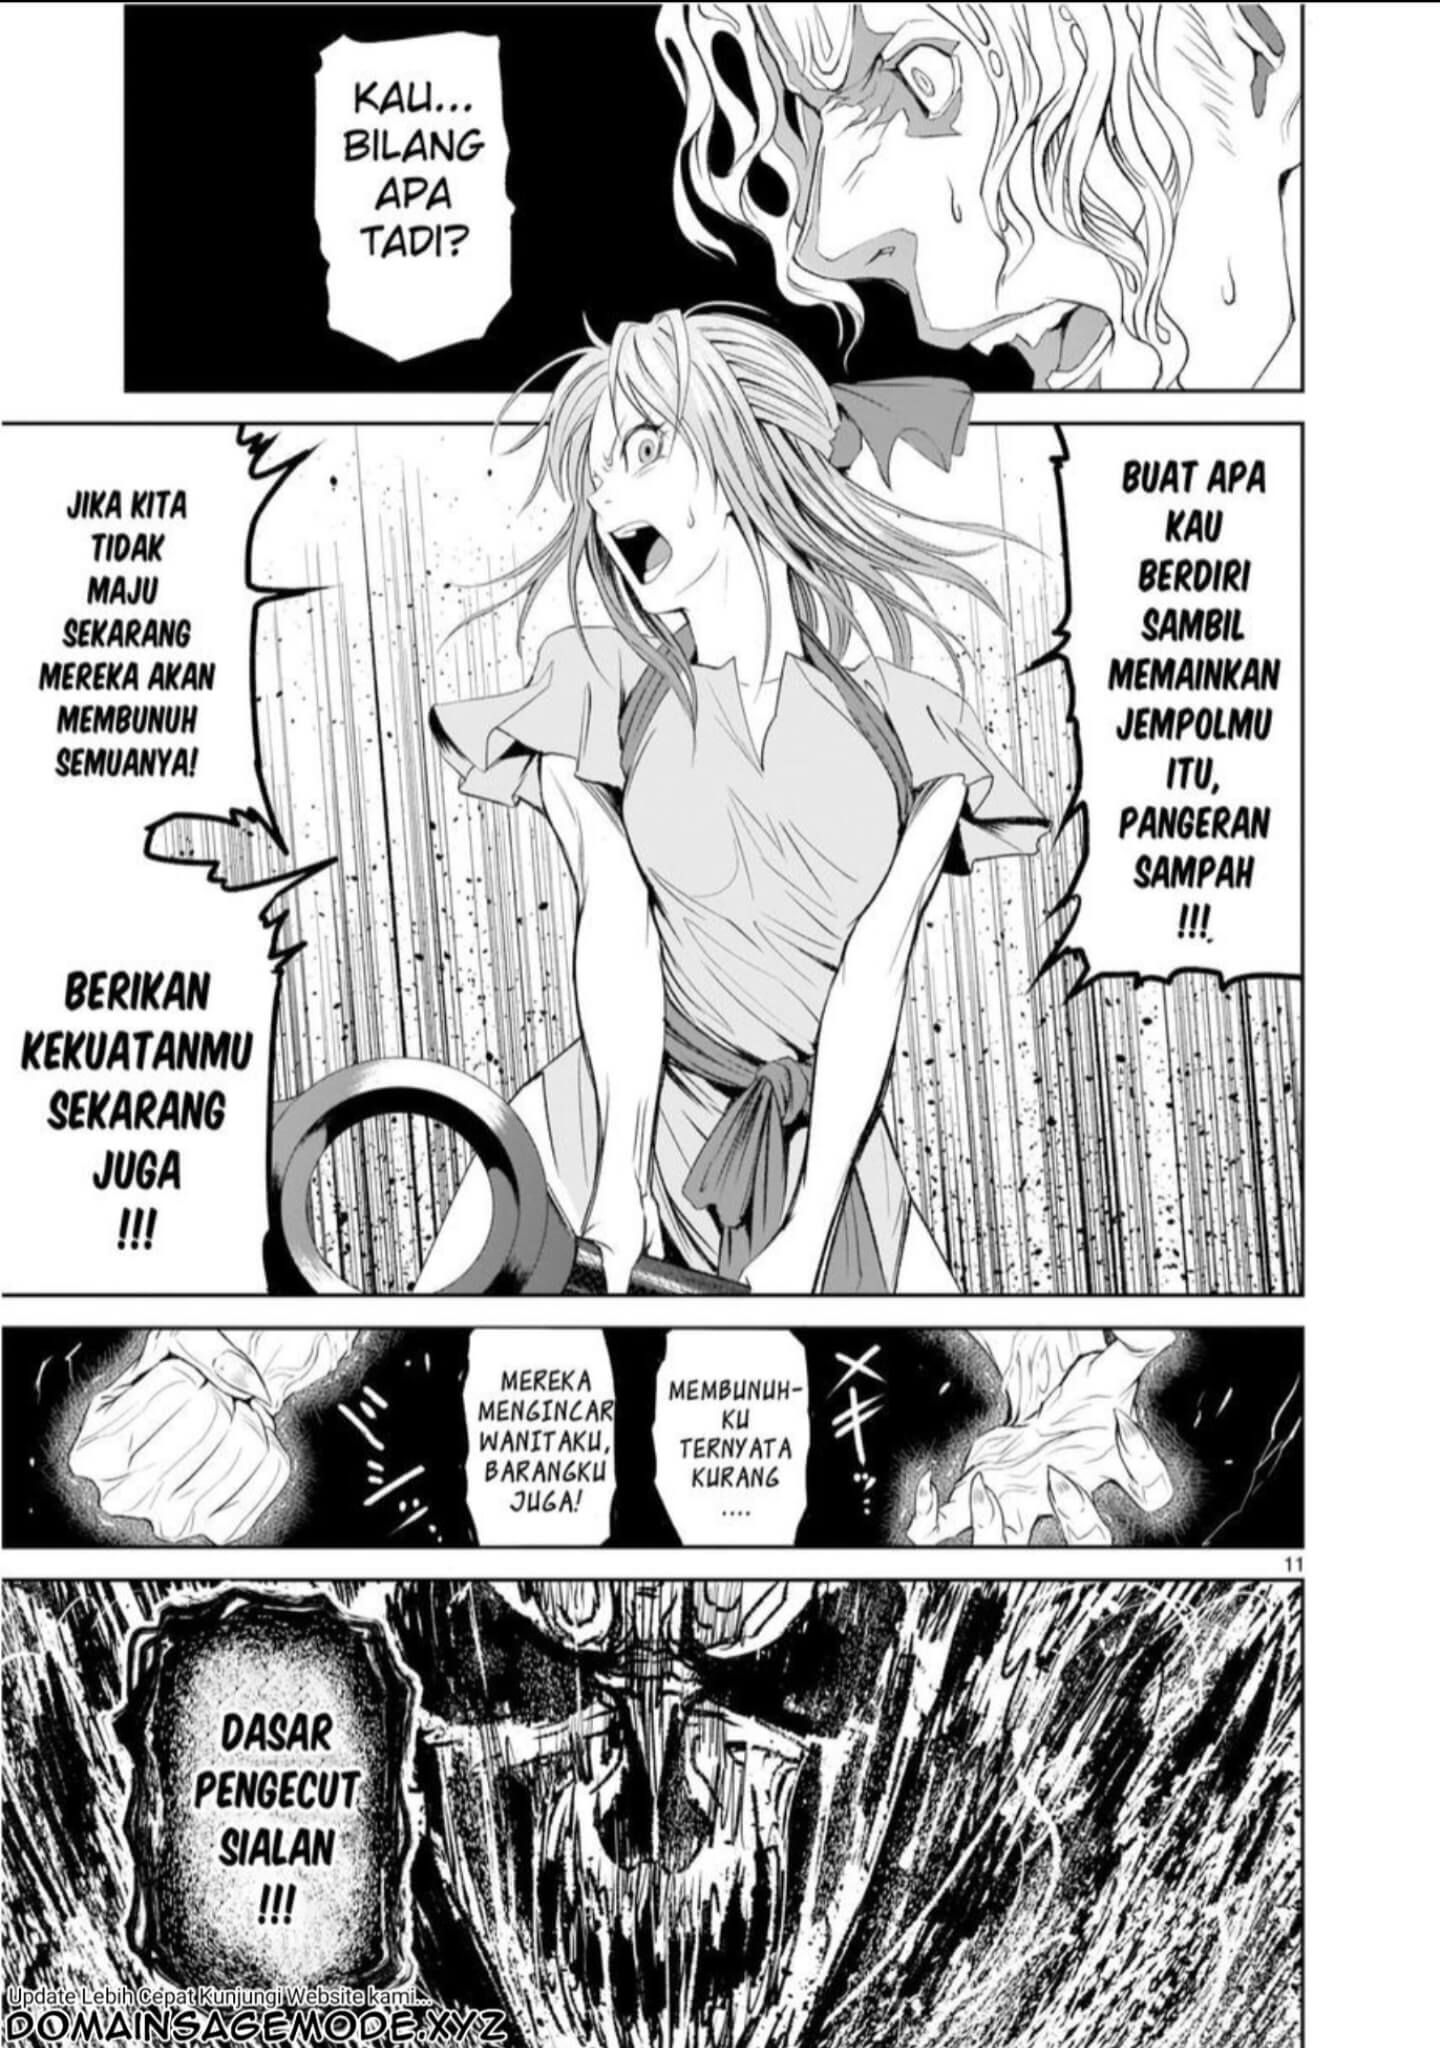 KAU...
BILANG
APA
TADI?
BUAT APA
KAU
BERDIRI
SAMBIL
MEMAINKAN
JEMPOLMU
ITU,
PANGERAN
SAMPAH
!!!
JIKA KITA
TIDAK
MAJU
SEKARANG
MEREKA AKAN
MEMBUNUH
SEMUANYA!
BERIKAN
KEKUATANMU
SEKARANG
JUGA
!!!
MEMBUNUH-
KU
TERNYATA
KURANG
....
MEREKA
MENGINCAR
WANITAKU,
BARANGKU
JUGA!
11
DASAR
PENGECUT
SIALAN
!!!
Update Lebih Cepat Kunjungi Website kami...
DOMAINSAGEMODE.XYZ